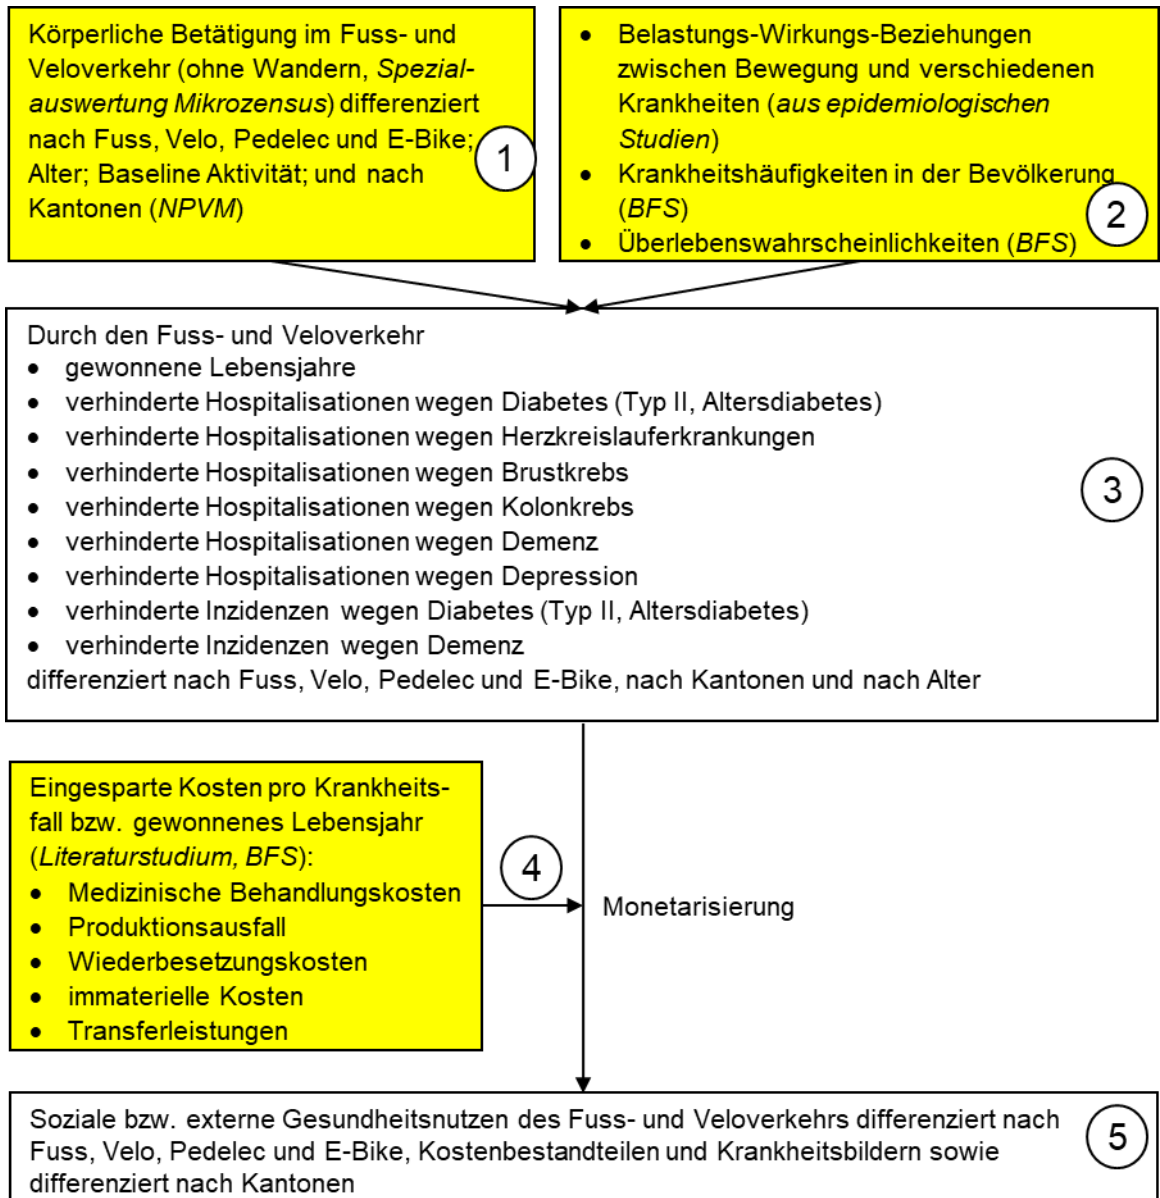 Körperliche Betätigung im Fuss- und
Veloverkehr (ohne Wandern, Spezial-
auswertung Mikrozensus) differenziert
nach Fuss, Velo, Pedelec und E-Bike;
Alter; Baseline Aktivität; und nach
Kantonen (NPVM)
1
• Belastungs-Wirkungs-Beziehungen
zwischen Bewegung und verschiedenen
Krankheiten (aus epidemiologischen
Studien)
• Krankheitshäufigkeiten in der Bevölkerung
(BFS)
• Überlebenswahrscheinlichkeiten (BFS)
2
Durch den Fuss- und Veloverkehr
• gewonnene Lebensjahre
• verhinderte Hospitalisationen wegen Diabetes (Typ II, Altersdiabetes)
• verhinderte Hospitalisationen wegen Herzkreislauferkrankungen
• verhinderte Hospitalisationen wegen Brustkrebs
• verhinderte Hospitalisationen wegen Kolonkrebs
• verhinderte Hospitalisationen wegen Demenz
• verhinderte Hospitalisationen wegen Depression
• verhinderte Inzidenzen wegen Diabetes (Typ II, Altersdiabetes)
• verhinderte Inzidenzen wegen Demenz
differenziert nach Fuss, Velo, Pedelec und E-Bike, nach Kantonen und nach Alter
3
Eingesparte Kosten pro Krankheits-
fall bzw. gewonnenes Lebensjahr
(Literaturstudium, BFS):
• Medizinische Behandlungskosten
• Produktionsausfall
• Wiederbesetzungskosten
• immaterielle Kosten
• Transferleistungen
4
Monetarisierung
Soziale bzw. externe Gesundheitsnutzen des Fuss- und Veloverkehrs differenziert nach
Fuss, Velo, Pedelec und E-Bike, Kostenbestandteilen und Krankheitsbildern sowie
differenziert nach Kantonen
5